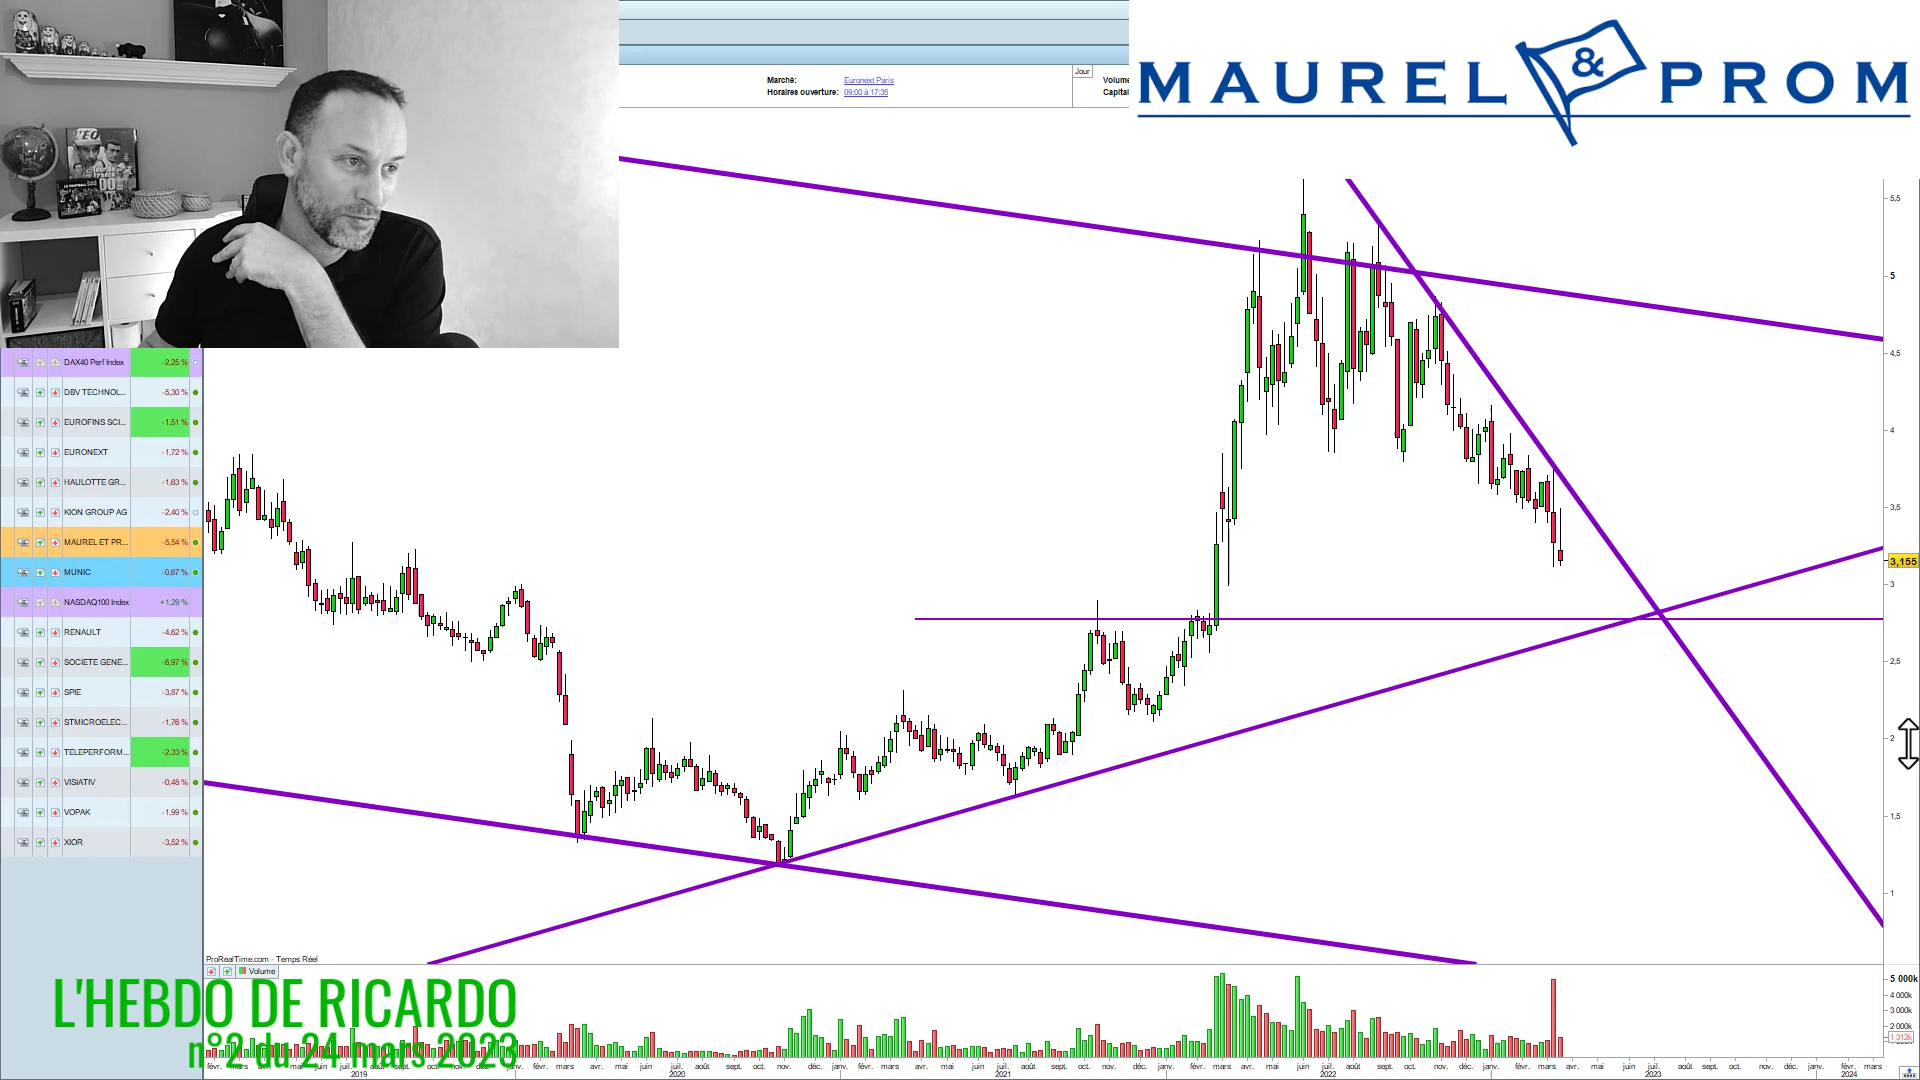 Marché: Euronext Paris
Horaires ouverture: 09:00 à 17:35
Jour
Volume
Capital
MAUREL & PROM
DAX40 Perf Index -2,25 %
DBV TECHNOL... -5,30 %
EUROFINS SCI... -1,51 %
EURONEXT -1,72 %
HAULOTTE GR... -1,63 %
KION GROUP AG -2,40 %
MAUREL ET PR... -5,54 %
MUNIC -0,67 %
NASDAQ100 Index +1,29 %
RENAULT -4,62 %
SOCIETE GENE... -6,97 %
SPIE -3,87 %
STMICROELEC... -1,76 %
TELEPERFORM... -2,33 %
VISIATIV -0,48 %
VOPAK -1,99 %
XIOR -3,52 %
5,5
5
4,5
4
3,5
3,155
3
2,5
2
1,5
1
ProRealTime.com - Temps Réel
Volume
5 000k
4 000k
3 000k
2 000k
1 312k
L'HEBDO DE RICARDO
n°2 du 24 mars 2023
2019 2020 2021 2022 2023 2024